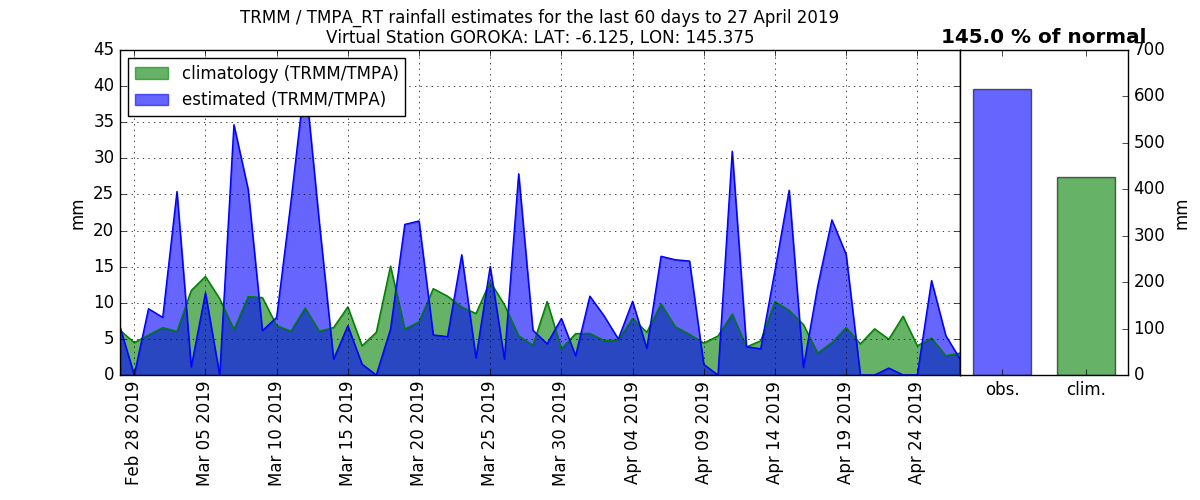 TRMM / TMPA_RT rainfall estimates for the last 60 days to 27 April 2019
Virtual Station GOROKA: LAT: -6.125, LON: 145.375
145.0 % of normal
climatology (TRMM/TMPA)
estimated (TRMM/TMPA)
mm
45
40
35
30
25
20
15
10
5
0
Feb 28 2019
Mar 05 2019
Mar 10 2019
Mar 15 2019
Mar 20 2019
Mar 25 2019
Mar 30 2019
Apr 04 2019
Apr 09 2019
Apr 14 2019
Apr 19 2019
Apr 24 2019
obs.
clim.
700
600
500
400
300
200
100
0
mm